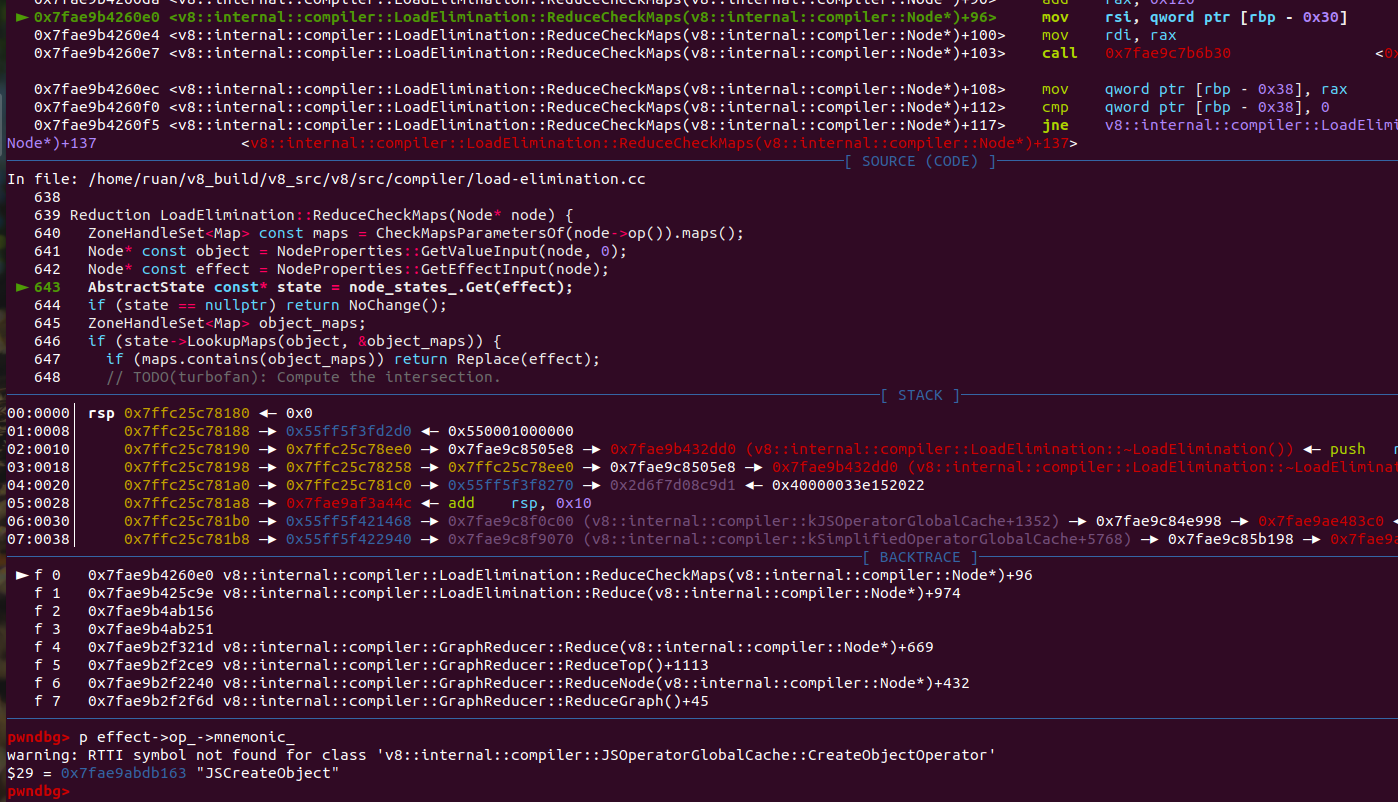 ► 0x7fae9b4260e0 <v8::internal::compiler::LoadElimination::ReduceCheckMaps(v8::internal::compiler::Node*)+96> mov rsi, qword ptr [rbp - 0x30]
0x7fae9b4260e4 <v8::internal::compiler::LoadElimination::ReduceCheckMaps(v8::internal::compiler::Node*)+100> mov rdi, rax
0x7fae9b4260e7 <v8::internal::compiler::LoadElimination::ReduceCheckMaps(v8::internal::compiler::Node*)+103> call 0x7fae9c7b6b30 <0
0x7fae9b4260ec <v8::internal::compiler::LoadElimination::ReduceCheckMaps(v8::internal::compiler::Node*)+108> mov qword ptr [rbp - 0x38], rax
0x7fae9b4260f0 <v8::internal::compiler::LoadElimination::ReduceCheckMaps(v8::internal::compiler::Node*)+112> cmp qword ptr [rbp - 0x38], 0
0x7fae9b4260f5 <v8::internal::compiler::LoadElimination::ReduceCheckMaps(v8::internal::compiler::Node*)+117> jne v8::internal::compiler::LoadElimi
Node*)+137 <v8::internal::compiler::LoadElimination::ReduceCheckMaps(v8::internal::compiler::Node*)+137>
[ SOURCE (CODE) ]
In file: /home/ruan/v8_build/v8_src/v8/src/compiler/load-elimination.cc
638
639 Reduction LoadElimination::ReduceCheckMaps(Node* node) {
640 ZoneHandleSet<Map> const maps = CheckMapsParametersOf(node->op()).maps();
641 Node* const object = NodeProperties::GetValueInput(node, 0);
642 Node* const effect = NodeProperties::GetEffectInput(node);
► 643 AbstractState const* state = node_states_.Get(effect);
644 if (state == nullptr) return NoChange();
645 ZoneHandleSet<Map> object_maps;
646 if (state->LookupMaps(object, &object_maps)) {
647 if (maps.contains(object_maps)) return Replace(effect);
648 // TODO(turbofan): Compute the intersection.
[ STACK ]
00:0000│ rsp 0x7ffc25c78180 ◂— 0x0
01:0008│ 0x7ffc25c78188 —▸ 0x55ff5f3fd2d0 ◂— 0x550001000000
02:0010│ 0x7ffc25c78190 —▸ 0x7ffc25c78ee0 —▸ 0x7fae9c8505e8 —▸ 0x7fae9b432dd0 (v8::internal::compiler::LoadElimination::~LoadElimination()) ◂— push r
03:0018│ 0x7ffc25c78198 —▸ 0x7ffc25c78258 —▸ 0x7ffc25c78ee0 —▸ 0x7fae9c8505e8 —▸ 0x7fae9b432dd0 (v8::internal::compiler::LoadElimination::~LoadEliminat
04:0020│ 0x7ffc25c781a0 —▸ 0x7ffc25c781c0 —▸ 0x55ff5f3f8270 —▸ 0x2d6f7d08c9d1 ◂— 0x40000033e152022
05:0028│ 0x7ffc25c781a8 —▸ 0x7fae9af3a44c ◂— add rsp, 0x10
06:0030│ 0x7ffc25c781b0 —▸ 0x55ff5f421468 —▸ 0x7fae9c8f0c00 (v8::internal::compiler::kJSOperatorGlobalCache+1352) —▸ 0x7fae9c84e998 —▸ 0x7fae9ae483c0 ◂
07:0038│ 0x7ffc25c781b8 —▸ 0x55ff5f422940 —▸ 0x7fae9c8f9070 (v8::internal::compiler::kSimplifiedOperatorGlobalCache+5768) —▸ 0x7fae9c85b198 —▸ 0x7fae9a
[ BACKTRACE ]
► f 0 0x7fae9b4260e0 v8::internal::compiler::LoadElimination::ReduceCheckMaps(v8::internal::compiler::Node*)+96
f 1 0x7fae9b425c9e v8::internal::compiler::LoadElimination::Reduce(v8::internal::compiler::Node*)+974
f 2 0x7fae9b4ab156
f 3 0x7fae9b4ab251
f 4 0x7fae9b2f321d v8::internal::compiler::GraphReducer::Reduce(v8::internal::compiler::Node*)+669
f 5 0x7fae9b2f2ce9 v8::internal::compiler::GraphReducer::ReduceTop()+1113
f 6 0x7fae9b2f2240 v8::internal::compiler::GraphReducer::ReduceNode(v8::internal::compiler::Node*)+432
f 7 0x7fae9b2f2f6d v8::internal::compiler::GraphReducer::ReduceGraph()+45
pwndbg> p effect->op_->mnemonic_
warning: RTTI symbol not found for class 'v8::internal::compiler::JSOperatorGlobalCache::CreateObjectOperator'
$29 = 0x7fae9abdb163 "JSCreateObject"
pwndbg>